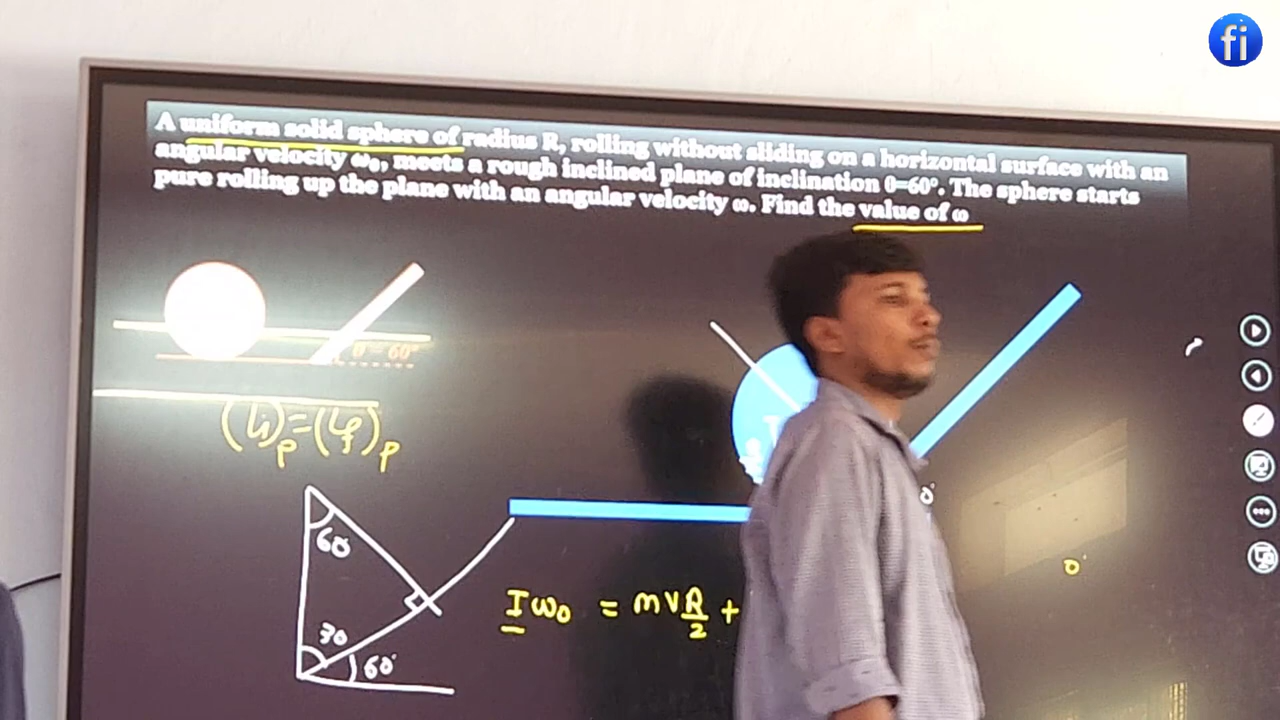 fi
A uniform solid sphere of radius R, rolling without sliding on a horizontal surface with an
angular velocity ω₀, meets a rough inclined plane of inclination θ=60°. The sphere starts
pure rolling up the plane with an angular velocity ω. Find the value of ω
θ = 60°
(Li)p=(Lf)p
60°
30
60°
Iω₀ = mVR/2 +
0°